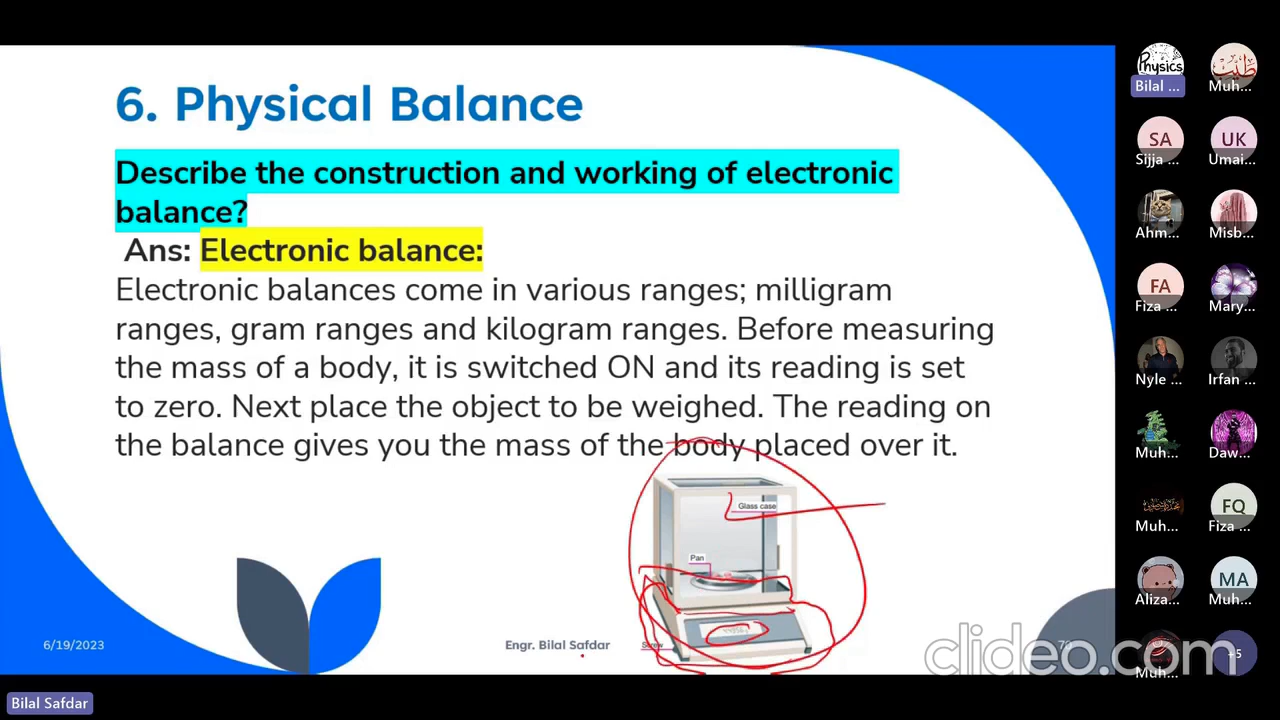 6. Physical Balance
Describe the construction and working of electronic
balance?
Ans: Electronic balance:
Electronic balances come in various ranges; milligram
ranges, gram ranges and kilogram ranges. Before measuring
the mass of a body, it is switched ON and its reading is set
to zero. Next place the object to be weighed. The reading on
the balance gives you the mass of the body placed over it.
Glass case
Pan
Screw
6/19/2023
Engr. Bilal Safdar
clideo.com
Physics
Bilal ...
طيب
Muh...
SA
Sijja ...
UK
Umai...
Ahm...
Misb...
FA
Fiza ...
Mary...
Nyle ...
Irfan ...
Muh...
Daw...
Muh...
FQ
Fiza ...
Aliza...
MA
Muh...
Muh...
+5
Bilal Safdar